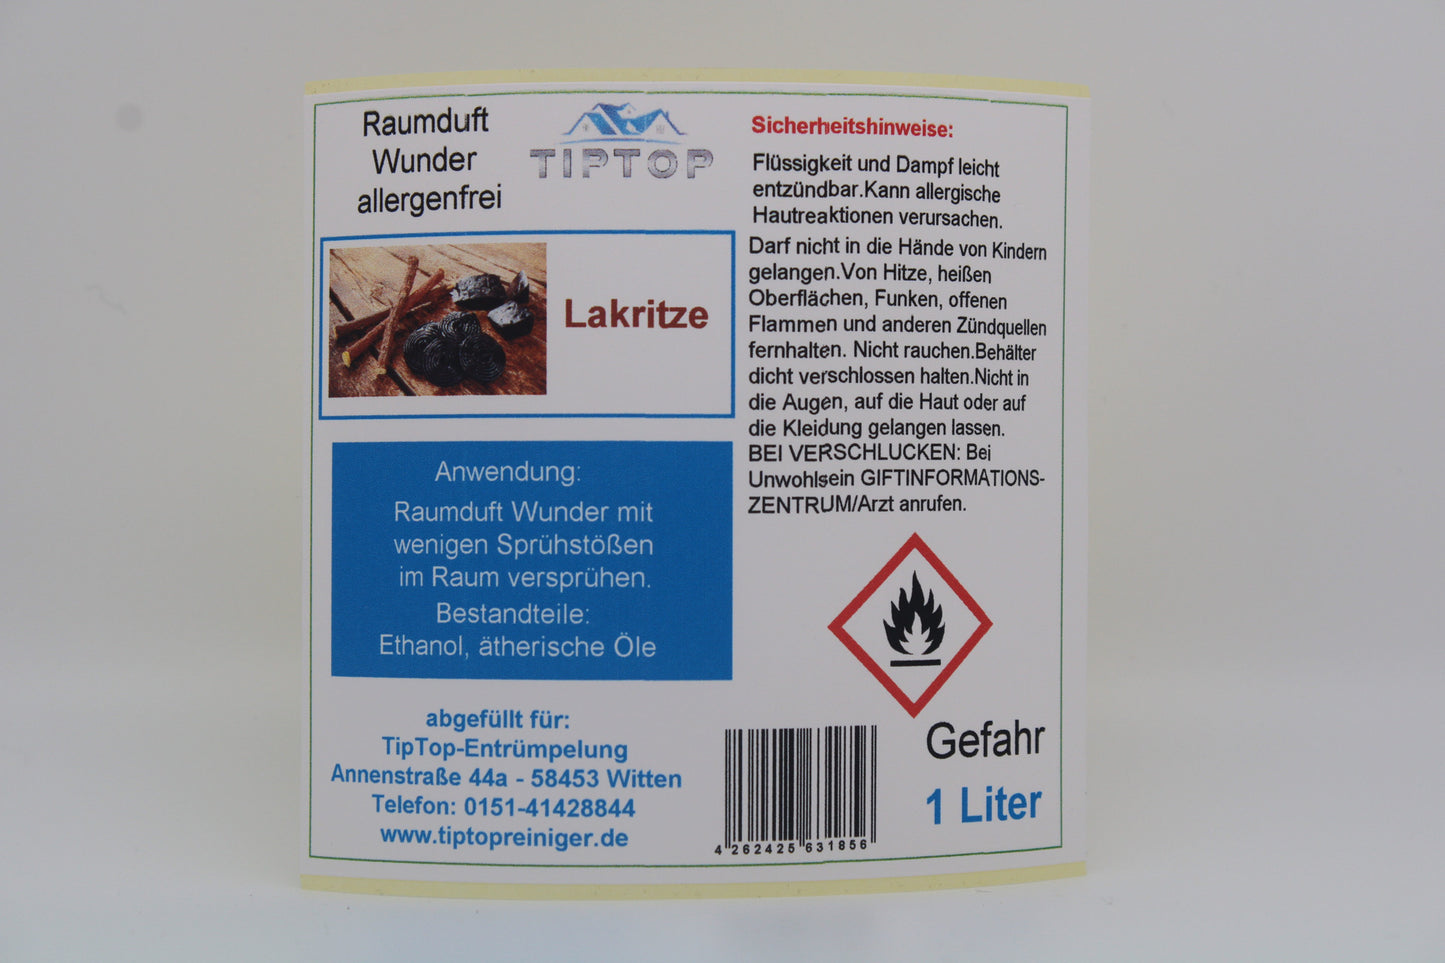 Raumduft
Wunder
allergenfrei
TIPTOP
Lakritze
Anwendung:
Raumduft Wunder mit
wenigen Sprühstößen
im Raum versprühen.
Bestandteile:
Ethanol, ätherische Öle
abgefüllt für:
TipTop-Entrümpelung
Annenstraße 44a - 58453 Witten
Telefon: 0151-41428844
www.tiptopreiniger.de
Sicherheitshinweise:
Flüssigkeit und Dampf leicht
entzündbar.Kann allergische
Hautreaktionen verursachen.
Darf nicht in die Hände von Kindern
gelangen.Von Hitze, heißen
Oberflächen, Funken, offenen
Flammen und anderen Zündquellen
fernhalten. Nicht rauchen.Behälter
dicht verschlossen halten.Nicht in
die Augen, auf die Haut oder auf
die Kleidung gelangen lassen.
BEI VERSCHLUCKEN: Bei
Unwohlsein GIFTINFORMATIONS-
ZENTRUM/Arzt anrufen.
Gefahr
1 Liter
4 262425 631856